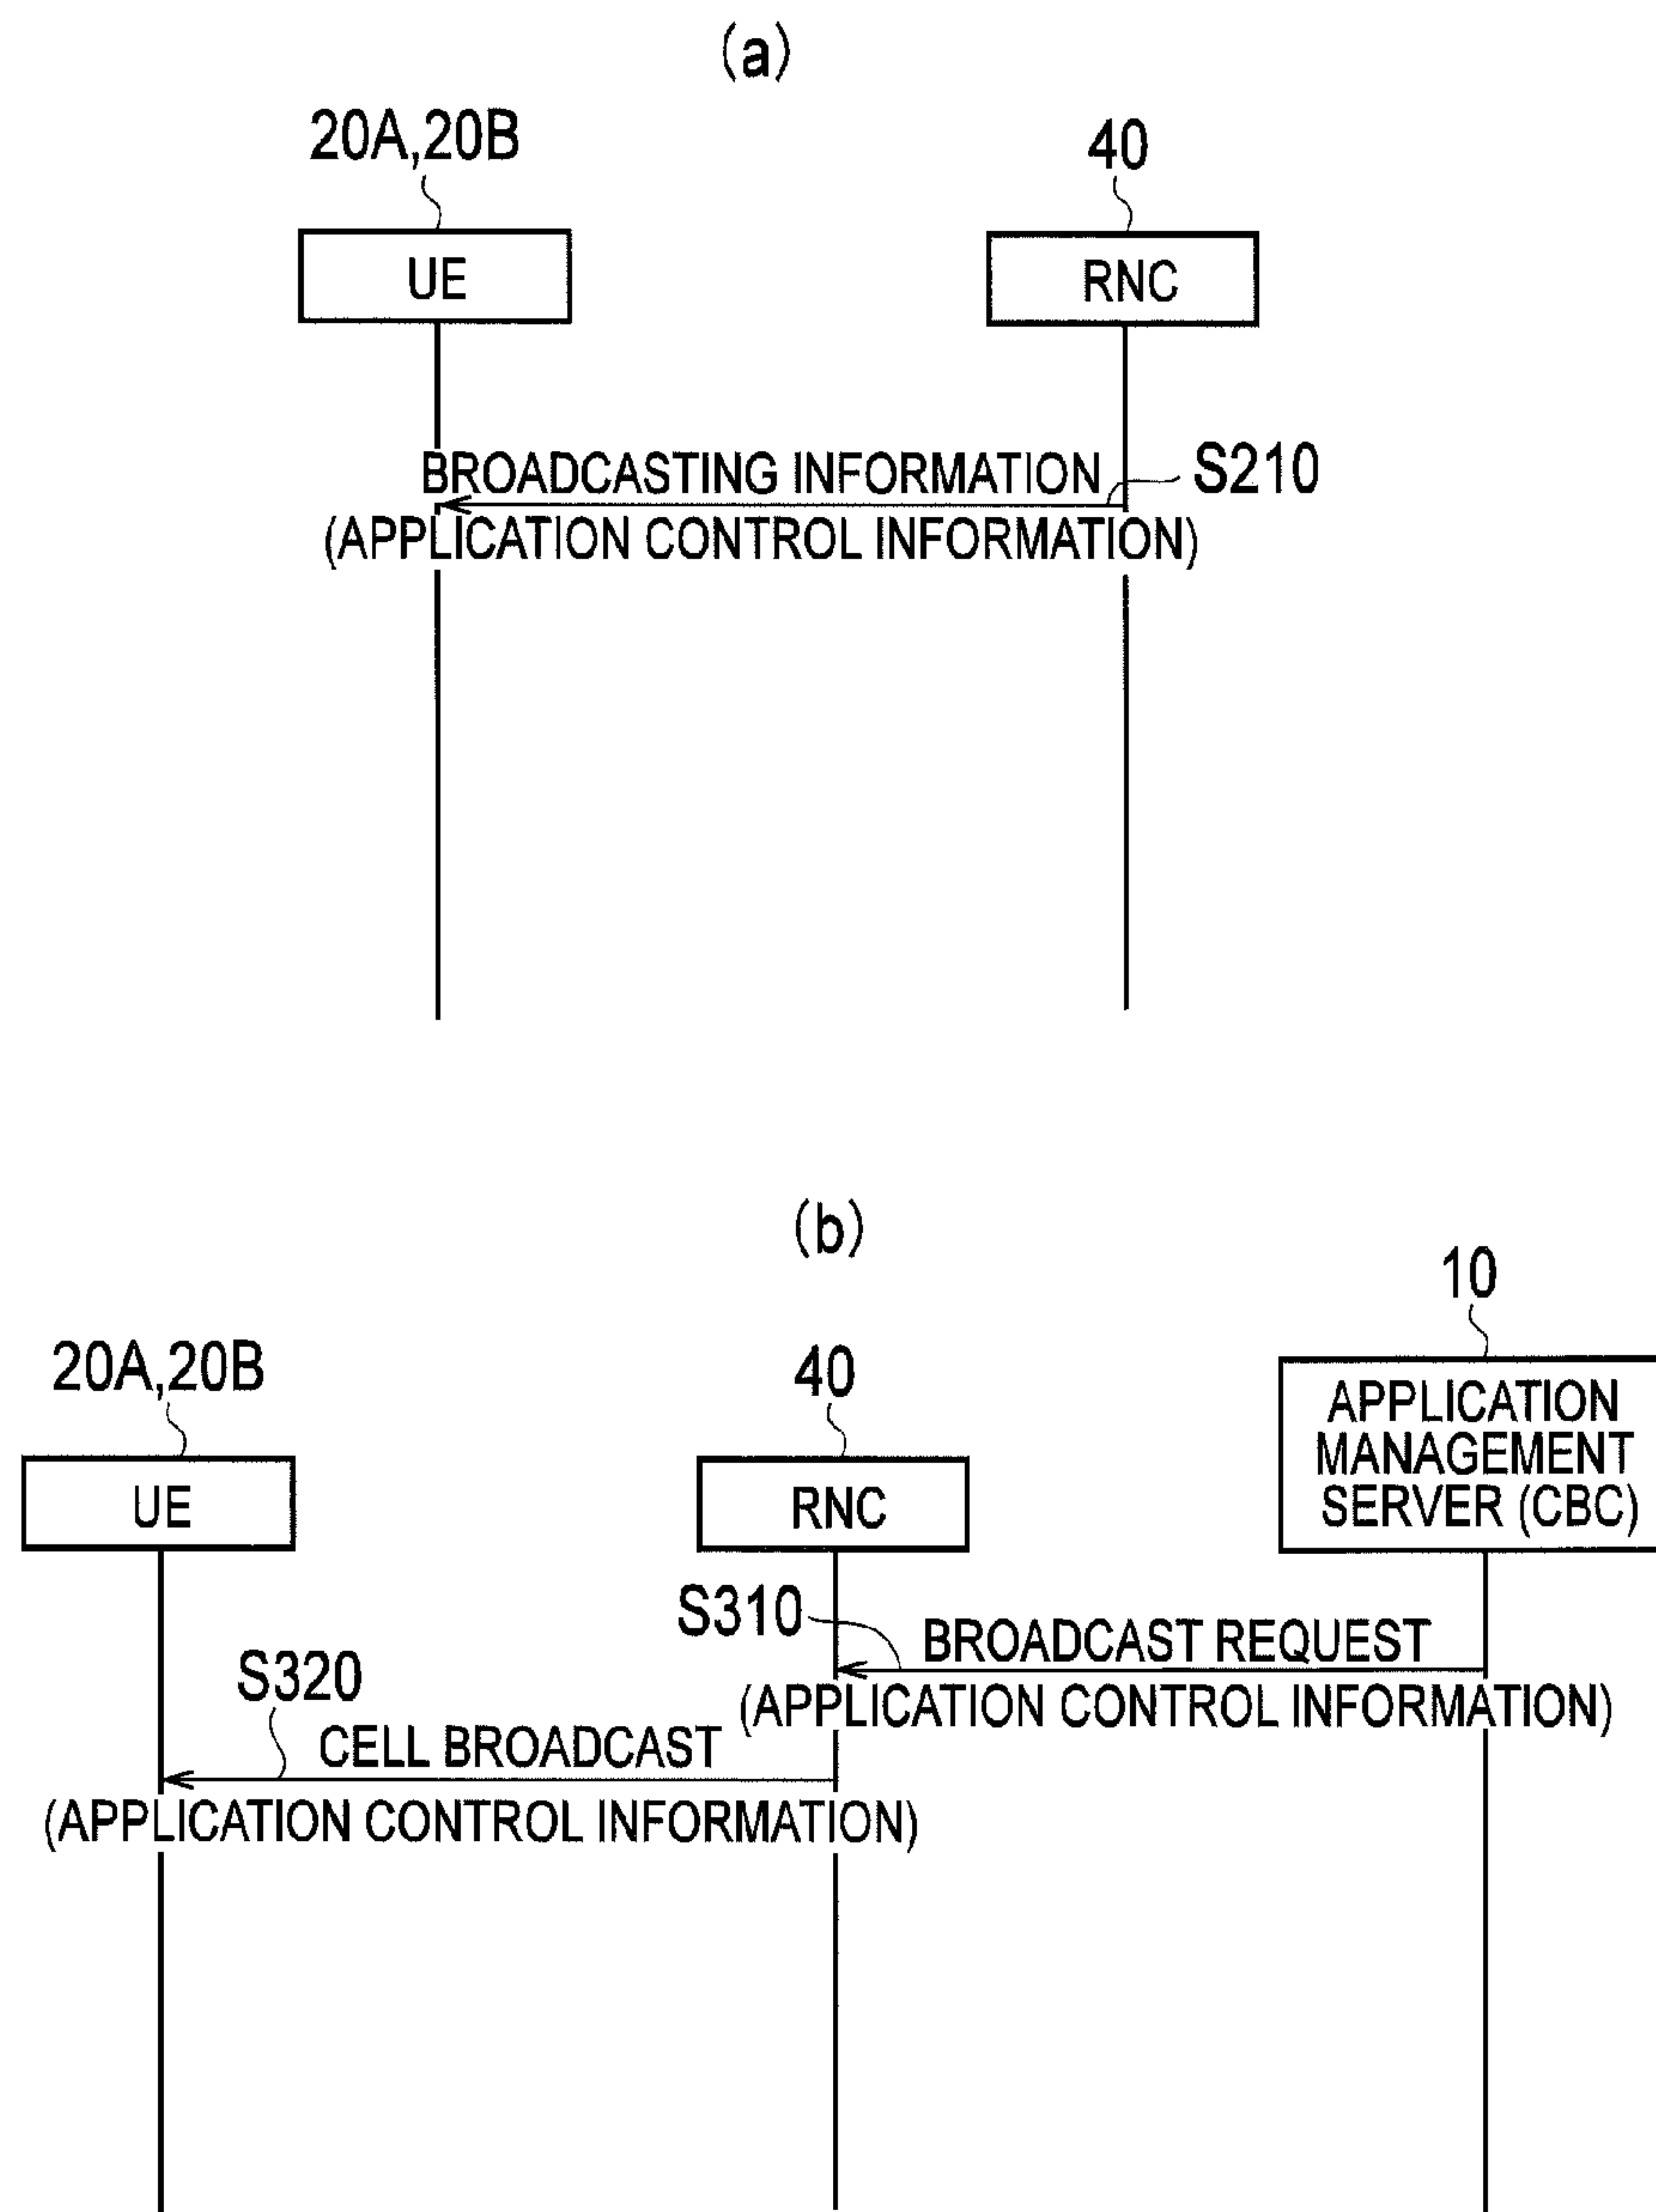 (a)
20A,20B
40
UE
RNC
BROADCASTING INFORMATION
S210
(APPLICATION CONTROL INFORMATION)
(b)
10
20A,20B
40
APPLICATION
MANAGEMENT
SERVER (CBC)
UE
RNC
S310
BROADCAST REQUEST
(APPLICATION CONTROL INFORMATION)
S320
CELL BROADCAST
(APPLICATION CONTROL INFORMATION)